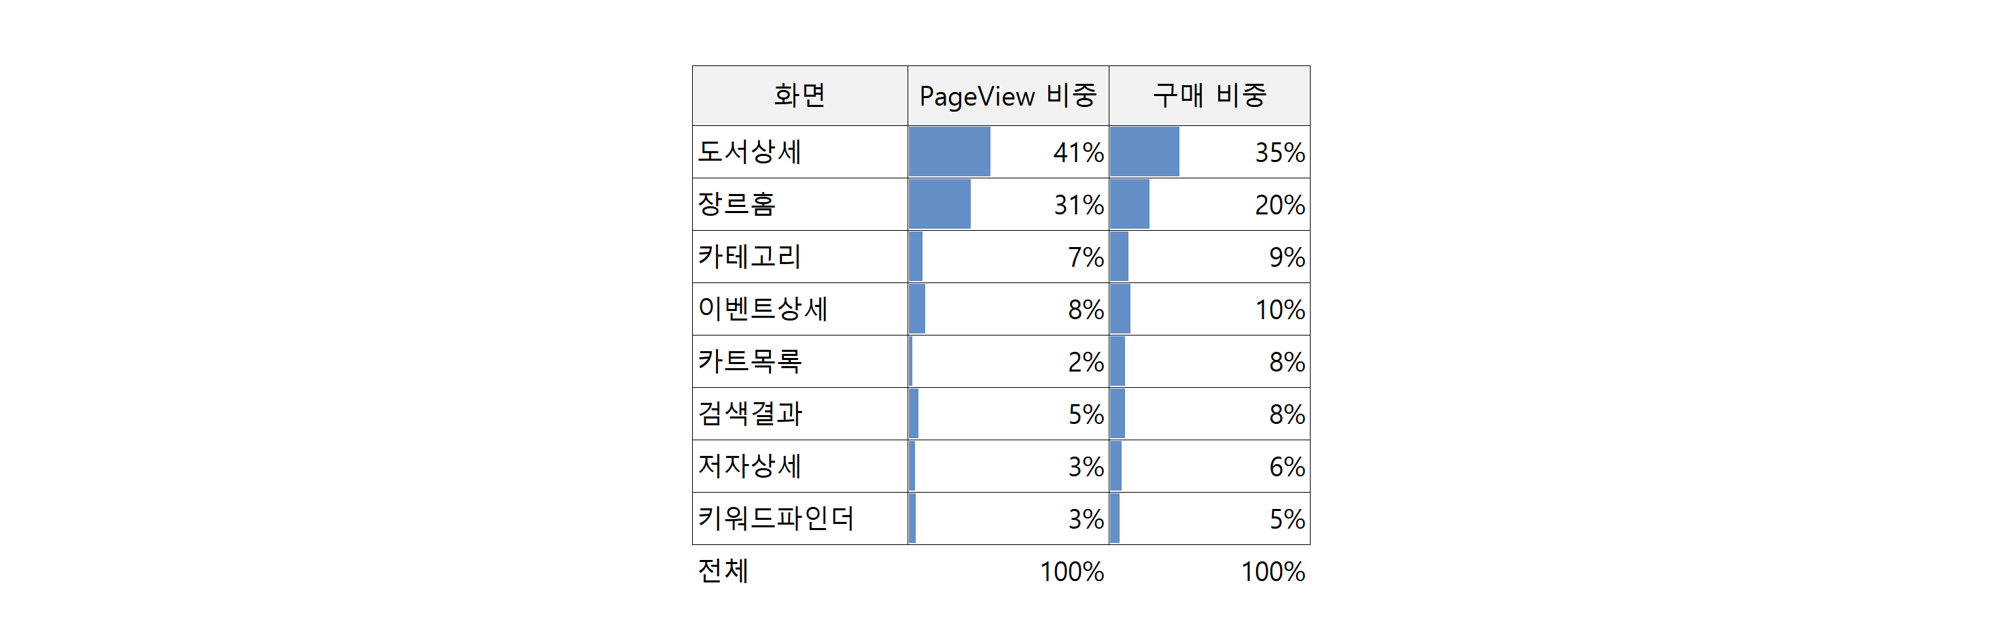 화면 PageView 비중 구매 비중
도서상세 41% 35%
장르홈 31% 20%
카테고리 7% 9%
이벤트상세 8% 10%
카트목록 2% 8%
검색결과 5% 8%
저자상세 3% 6%
키워드파인더 3% 5%
전체 100% 100%